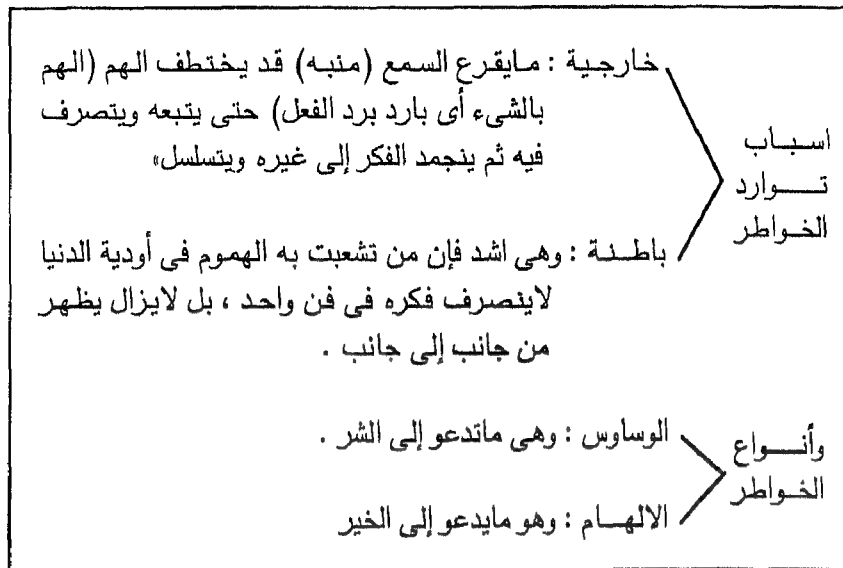 اسباب
توارد
الخواطر
خارجية : مايقرع السمع (منبه) قد يختطف الهم (الهم
بالشىء أى بارد برد الفعل) حتى يتبعه ويتصرف
فيه ثم ينجمد الفكر إلى غيره ويتسلسل»
باطنة : وهى اشد فإن من تشعبت به الهموم فى أودية الدنيا
لاينصرف فكره فى فن واحد ، بل لايزال يظهر
من جانب إلى جانب .
وأنواع
الخواطر
الوساوس : وهى ماتدعو إلى الشر .
الالهام : وهو مايدعو إلى الخير